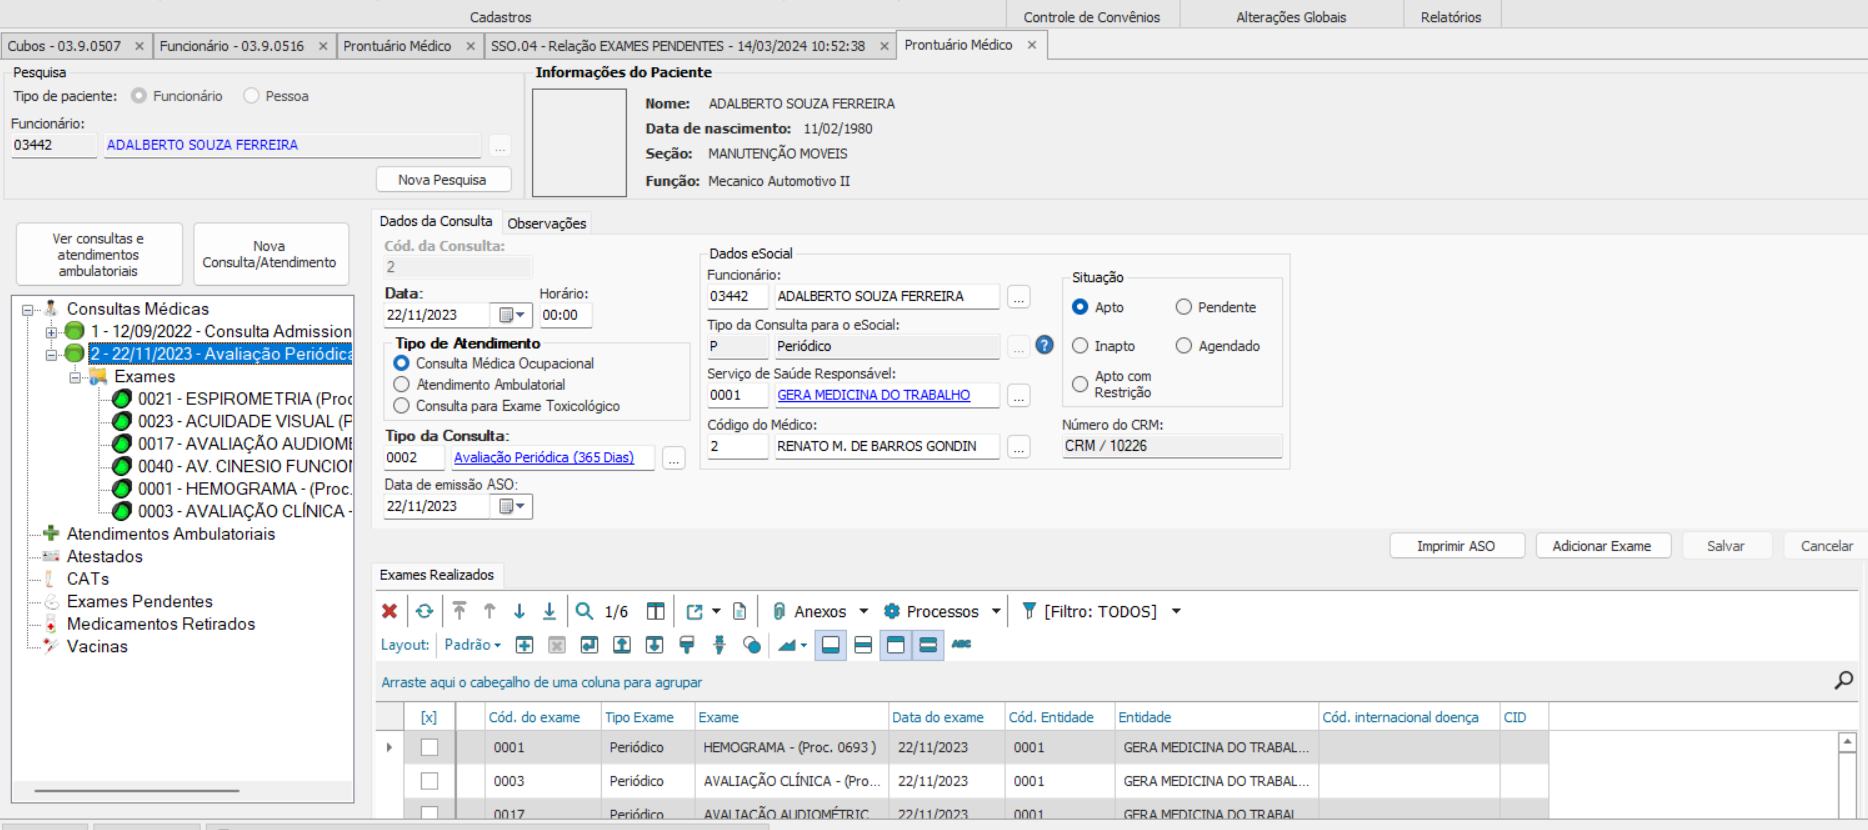 Cadastros
Controle de Convênios
Alterações Globais
Relatórios
Cubos - 03.9.0507 ×
Funcionário - 03.9.0516 ×
Prontuário Médico ×
SSO.04 - Relação EXAMES PENDENTES - 14/03/2024 10:52:38 ×
Prontuário Médico ×
Pesquisa
Tipo de paciente: Funcionário Pessoa
Funcionário:
03442 ADALBERTO SOUZA FERREIRA ...
Nova Pesquisa
Informações do Paciente
Nome: ADALBERTO SOUZA FERREIRA
Data de nascimento: 11/02/1980
Seção: MANUTENÇÃO MOVEIS
Função: Mecanico Automotivo II
Ver consultas e
atendimentos
ambulatoriais
Nova
Consulta/Atendimento
Consultas Médicas
1 - 12/09/2022 - Consulta Admission
2 - 22/11/2023 - Avaliação Periódica
Exames
0021 - ESPIROMETRIA (Proc
0023 - ACUIDADE VISUAL (P
0017 - AVALIAÇÃO AUDIOMÉ
0040 - AV. CINESIO FUNCIO
0001 - HEMOGRAMA - (Proc.
0003 - AVALIAÇÃO CLÍNICA -
Atendimentos Ambulatoriais
Atestados
CATs
Exames Pendentes
Medicamentos Retirados
Vacinas
Dados da Consulta
Observações
Cód. da Consulta:
2
Data:
22/11/2023
Horário:
00:00
Tipo de Atendimento
Consulta Médica Ocupacional
Atendimento Ambulatorial
Consulta para Exame Toxicológico
Tipo da Consulta:
0002 Avaliação Periódica (365 Dias) ...
Data de emissão ASO:
22/11/2023
Dados eSocial
Funcionário:
03442 ADALBERTO SOUZA FERREIRA ...
Tipo da Consulta para o eSocial:
P Periódico ... ?
Serviço de Saúde Responsável:
0001 GERA MEDICINA DO TRABALHO ...
Código do Médico:
2 RENATO M. DE BARROS GONDIN ...
Situação
Apto
Pendente
Inapto
Agendado
Apto com
Restrição
Número do CRM:
CRM / 10226
Imprimir ASO
Adicionar Exame
Salvar
Cancelar
Exames Realizados
1/6 Anexos Processos [Filtro: TODOS]
Layout: Padrão ABC
Arraste aqui o cabeçalho de uma coluna para agrupar
[x] Cód. do exame Tipo Exame Exame Data do exame Cód. Entidade Entidade Cód. internacional doença CID
0001 Periódico HEMOGRAMA - (Proc. 0693 ) 22/11/2023 0001 GERA MEDICINA DO TRABAL...
0003 Periódico AVALIAÇÃO CLÍNICA - (Pro... 22/11/2023 0001 GERA MEDICINA DO TRABAL...
0017 Periódico AVALIAÇÃO AUDIOMÉTRIC 22/11/2023 0001 GERA MEDICINA DO TRABAL